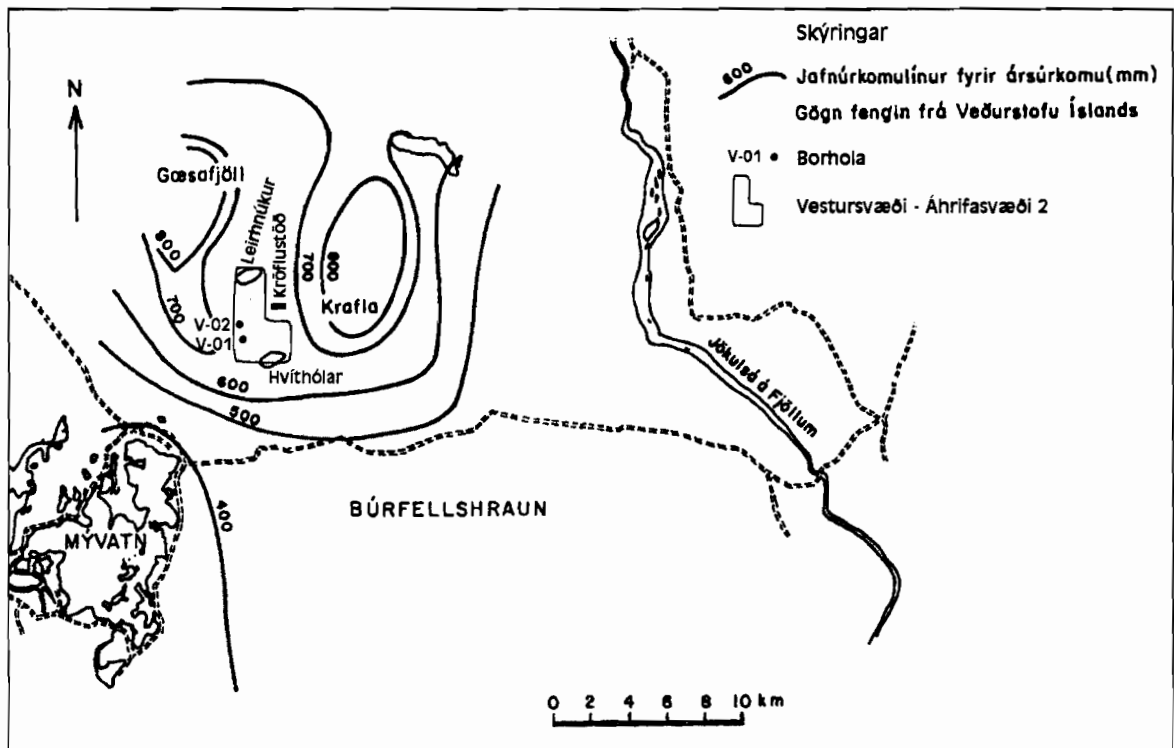 Skýringar
600
Jafnúrkomulínur fyrir ársúrkomu(mm)
Gögn fengin frá Veðurstofu Íslands
V-01 Borhola
Vestursvæði - Áhrifasvæði 2
N
Gæsafjöll
800
Leirhnúkur
Kröflustöð
700
800
Krafla
700
V-02
V-01
Hvíthólar
600
500
400
Jökulsá á Fjöllum
BÚRFELLSHRAUN
MÝVATN
0 2 4 6 8 10 km